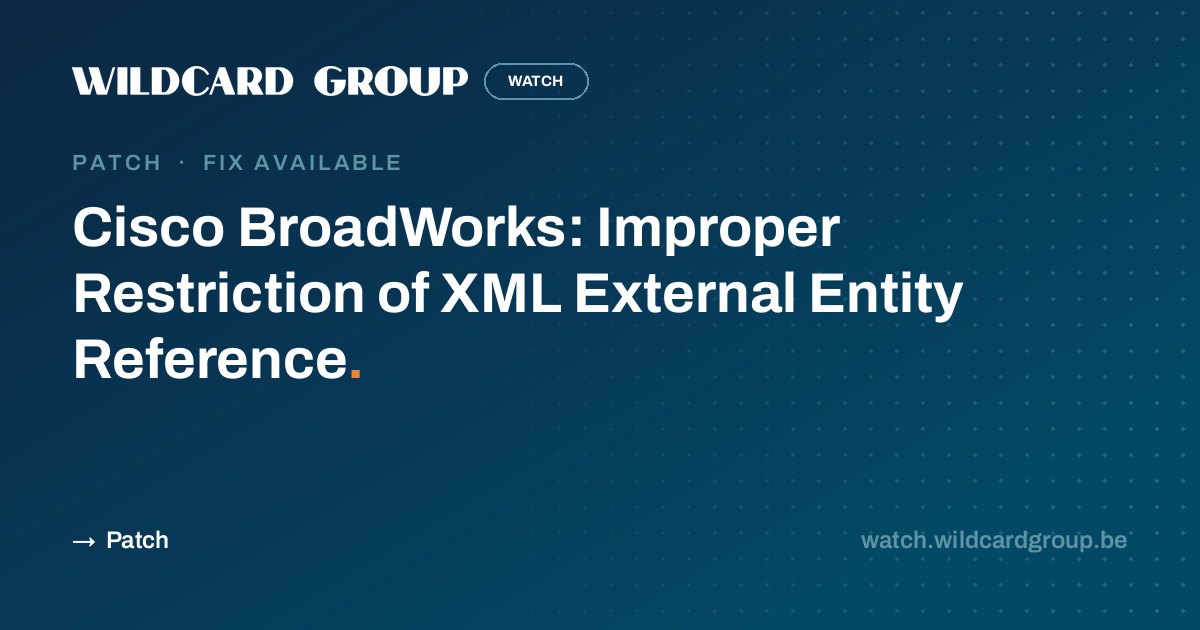 WILDCARD GROUP WATCH
PATCH · FIX AVAILABLE
Cisco BroadWorks: Improper
Restriction of XML External Entity
Reference.
→ Patch
watch.wildcardgroup.be